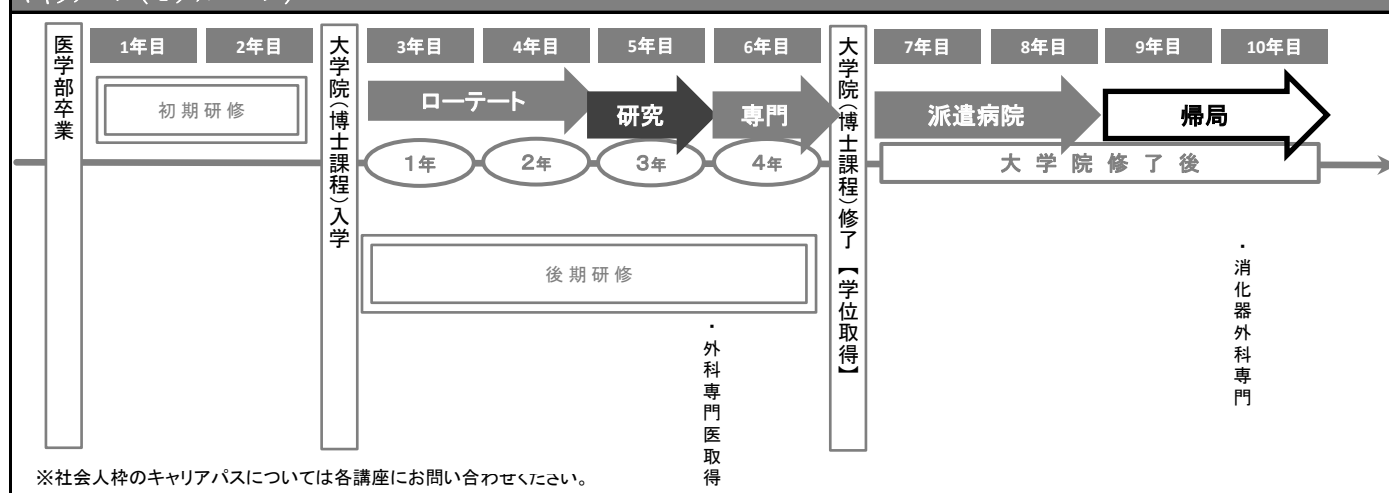 医学部卒業
1年目
2年目
初期研修
大学院(博士課程)入学
3年目
4年目
5年目
6年目
ローテート
研究
専門
1年
2年
3年
4年
後期研修
・外科専門医取得
大学院(博士課程)修了【学位取得】
7年目
8年目
9年目
10年目
派遣病院
帰局
大学院修了後
・消化器外科専門
※社会人枠のキャリアパスについては各講座にお問い合わせください。